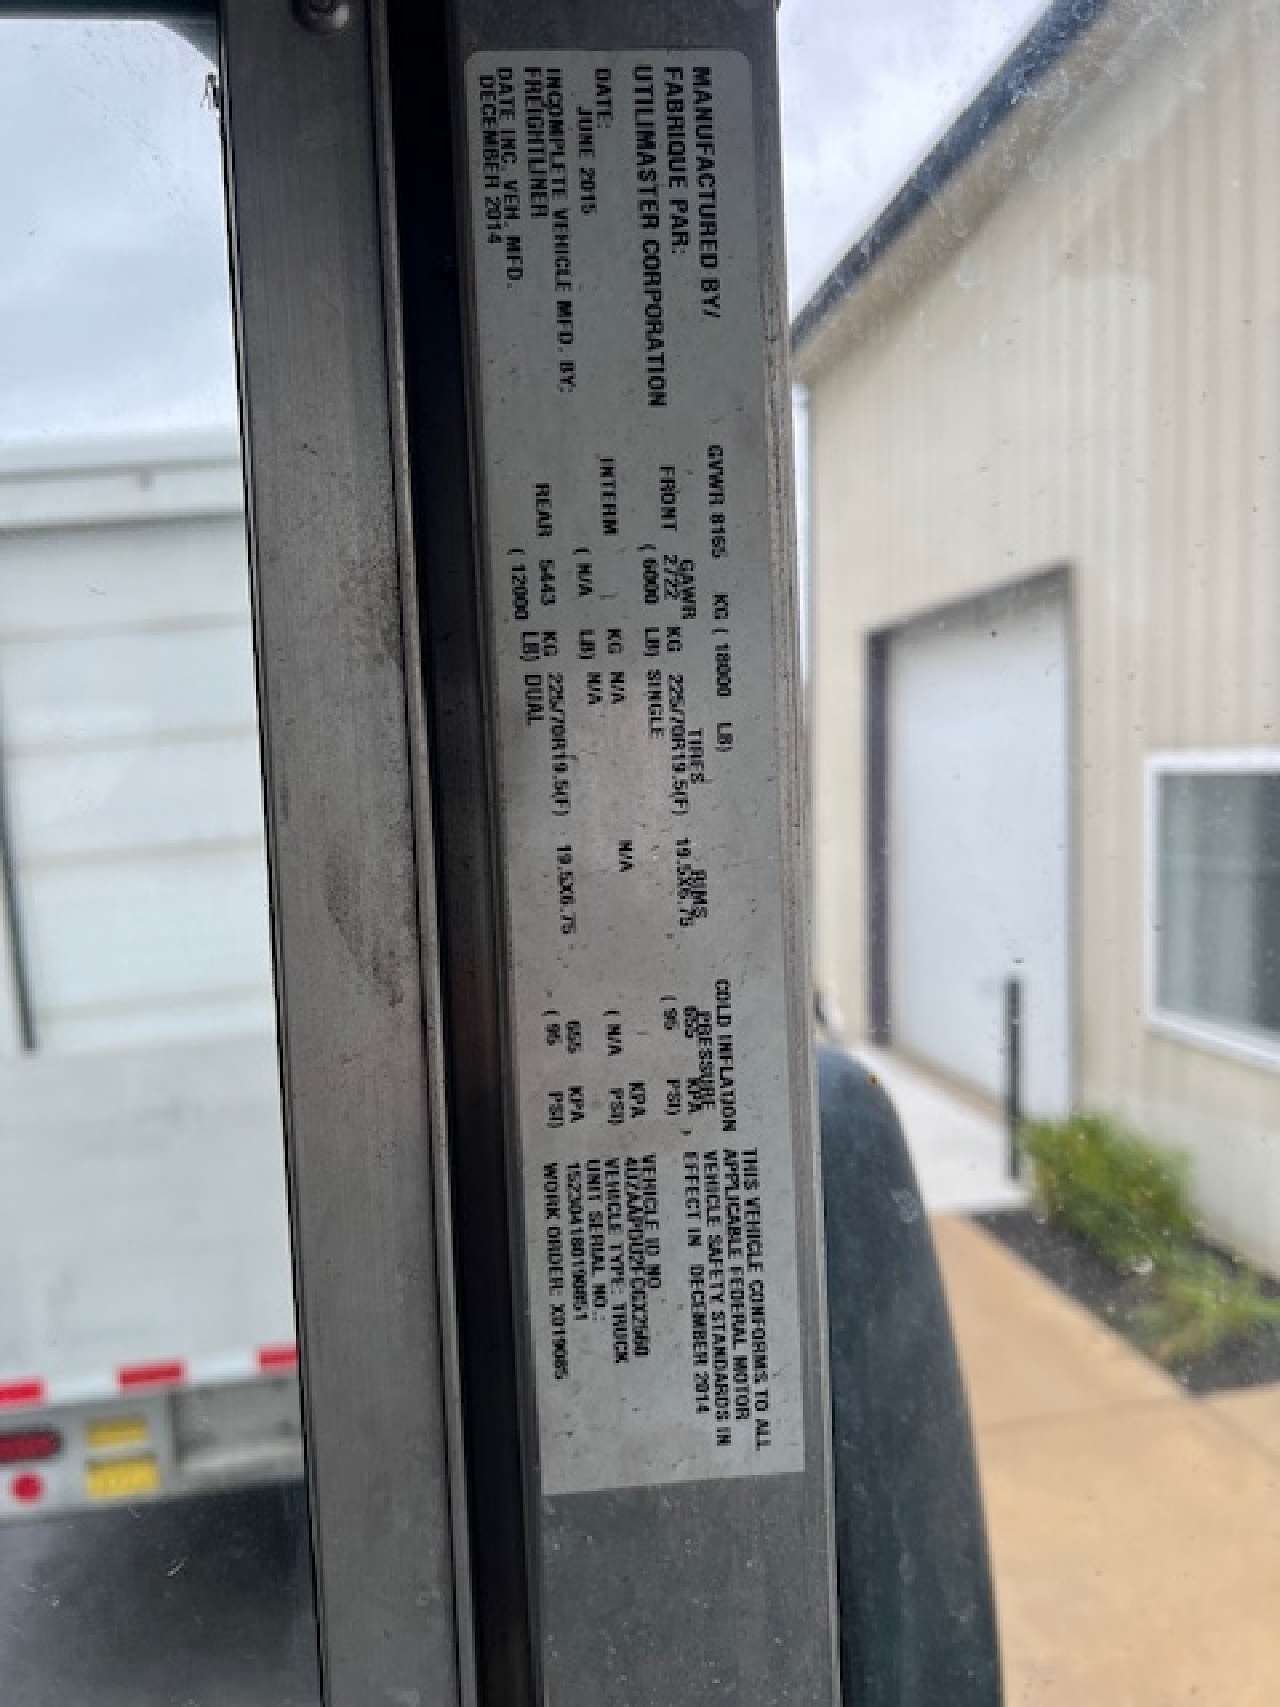 MANUFACTURED BY/
FABRIQUE PAR:
UTILIMASTER CORPORATION
DATE:
JUNE 2015
INCOMPLETE VEHICLE MFD. BY:
FREIGHTLINER
DATE INC. VEH. MFD.
DECEMBER 2014
GVWR 8165 KG ( 18000 LB)
GAWR TIRES RIMS COLD INFLATION PRESSURE
FRONT 2722 KG 225/70R19.5(F) 19.5X6.75 655 KPA
( 6000 LB) SINGLE ( 95 PSI)
INTERM KG N/A N/A KPA
( N/A LB) N/A ( N/A PSI)
REAR 5443 KG 225/70R19.5(F) 19.5X6.75 655 KPA
( 12000 LB) DUAL ( 95 PSI)
THIS VEHICLE CONFORMS TO ALL
APPLICABLE FEDERAL MOTOR
VEHICLE SAFETY STANDARDS IN
EFFECT IN DECEMBER 2014
VEHICLE ID NO
4UZAAPDU2FCGX2560
VEHICLE TYPE: TRUCK
UNIT SERIAL NO.:
15230418019​0851
WORK ORDER: X019085